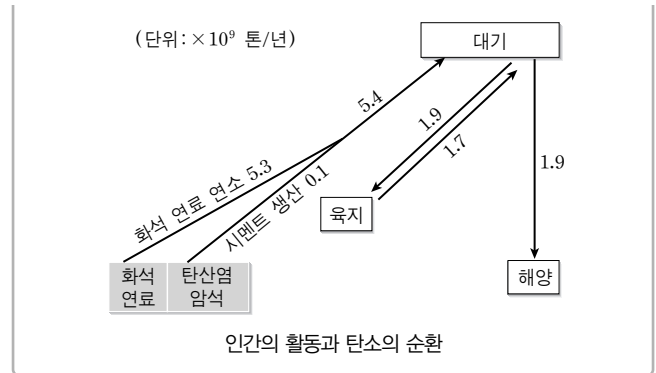 (단위:×10⁹ 톤/년)
대기
5.4
1.9
1.7
1.9
화석 연료 연소 5.3
시멘트 생산 0.1
육지
화석
연료
탄산염
암석
해양
인간의 활동과 탄소의 순환